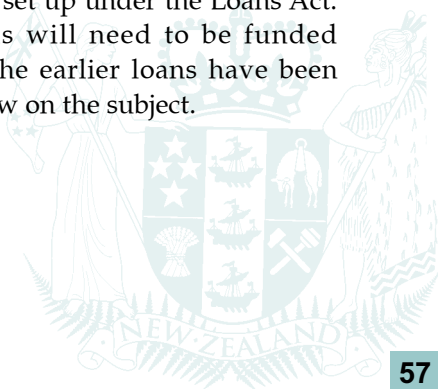 set up under the Loans Act.
s will need to be funded
he earlier loans have been
w on the subject.
NEW ZEALAND
57